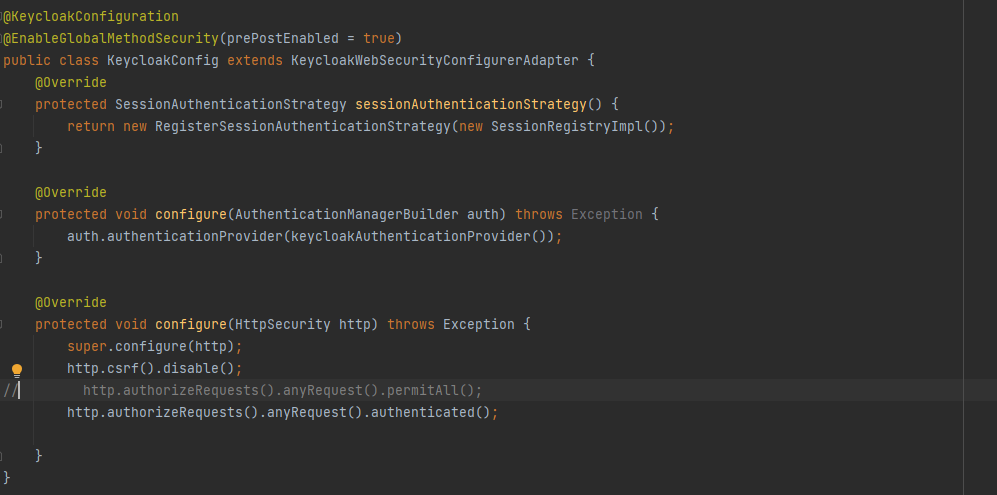 @KeycloakConfiguration
@EnableGlobalMethodSecurity(prePostEnabled = true)
public class KeycloakConfig extends KeycloakWebSecurityConfigurerAdapter {
    @Override
    protected SessionAuthenticationStrategy sessionAuthenticationStrategy() {
        return new RegisterSessionAuthenticationStrategy(new SessionRegistryImpl());
    }

    @Override
    protected void configure(AuthenticationManagerBuilder auth) throws Exception {
        auth.authenticationProvider(keycloakAuthenticationProvider());
    }

    @Override
    protected void configure(HttpSecurity http) throws Exception {
        super.configure(http);
        http.csrf().disable();
//        http.authorizeRequests().anyRequest().permitAll();
        http.authorizeRequests().anyRequest().authenticated();

    }
}